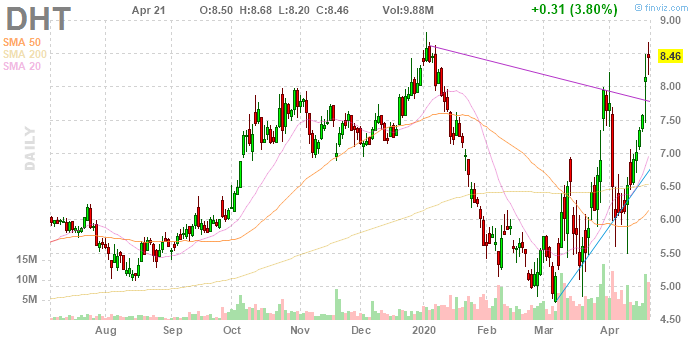 DHT
Apr 21
O:8.50 H:8.68 L:8.20 C:8.46
Vol:9.88M
© finviz.com
+0.31 (3.80%)
SMA 50
SMA 200
SMA 20
DAILY
9.00
8.46
8.00
7.50
7.00
6.50
6.00
5.50
5.00
4.50
15M
10M
5M
Aug Sep Oct Nov Dec 2020 Feb Mar Apr